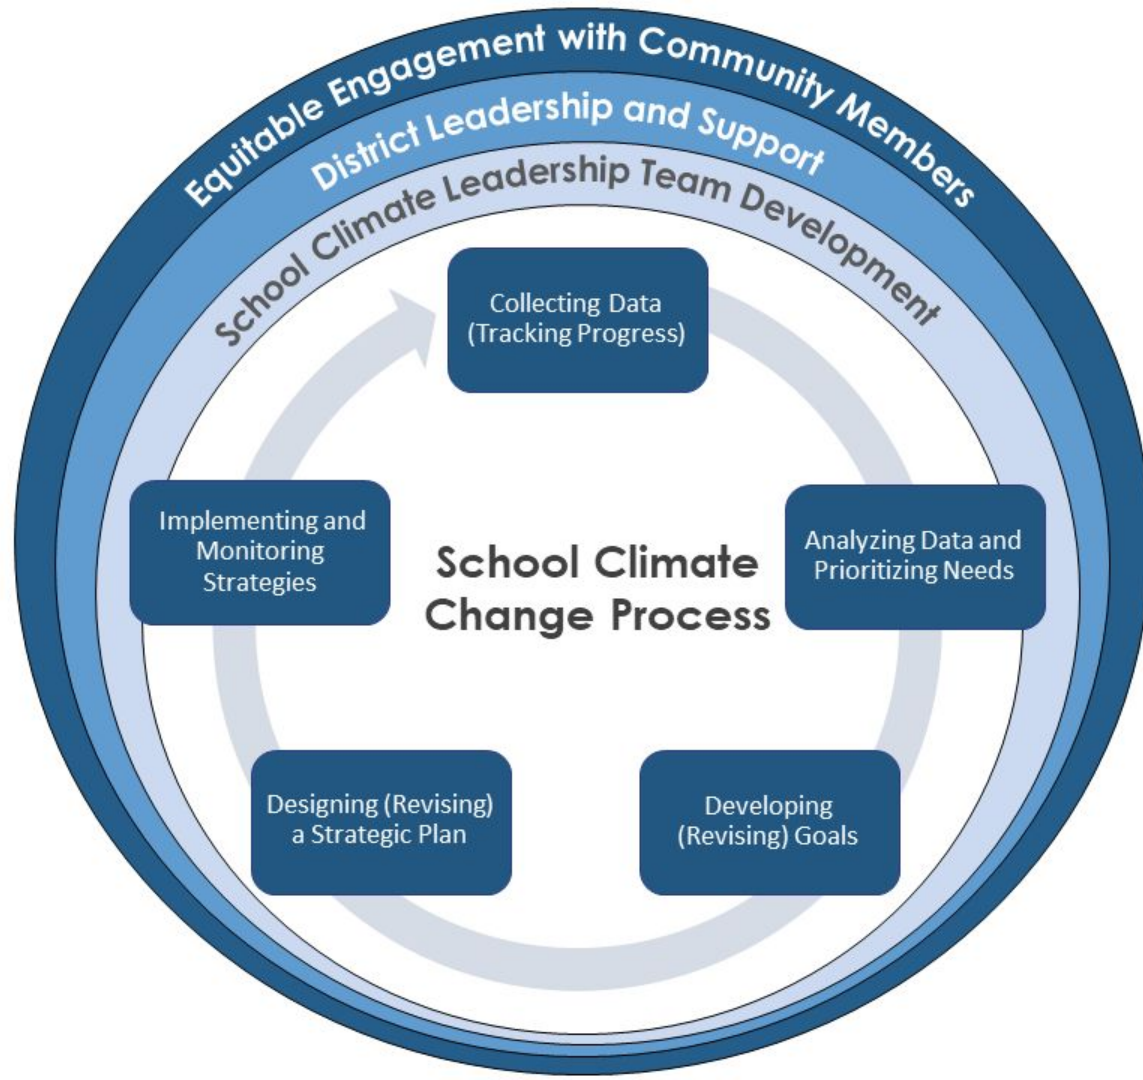 Equitable Engagement with Community Members
District Leadership and Support
School Climate Leadership Team Development
Collecting Data
(Tracking Progress)
Analyzing Data and
Prioritizing Needs
Developing
(Revising) Goals
Designing (Revising)
a Strategic Plan
Implementing and
Monitoring
Strategies
School Climate
Change Process